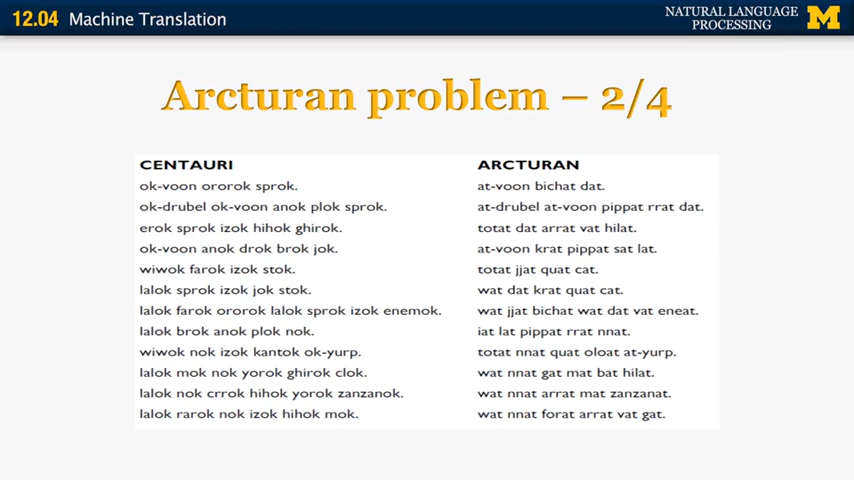 12.04 Machine Translation
NATURAL LANGUAGE
PROCESSING
M
Arcturan problem – 2/4
CENTAURI ARCTURAN
ok-voon ororok sprok. at-voon bichat dat.
ok-drubel ok-voon anok plok sprok. at-drubel at-voon pippat rrat dat.
erok sprok izok hihok ghirok. totat dat arrat vat hilat.
ok-voon anok drok brok jok. at-voon krat pippat sat lat.
wiwok farok izok stok. totat jjat quat cat.
lalok sprok izok jok stok. wat dat krat quat cat.
lalok farok ororok lalok sprok izok enemok. wat jjat bichat wat dat vat eneat.
lalok brok anok plok nok. iat lat pippat rrat nnat.
wiwok nok izok kantok ok-yurp. totat nnat quat oloat at-yurp.
lalok mok nok yorok ghirok clok. wat nnat gat mat bat hilat.
lalok nok crrok hihok yorok zanzanok. wat nnat arrat mat zanzanat.
lalok rarok nok izok hihok mok. wat nnat forat arrat vat gat.